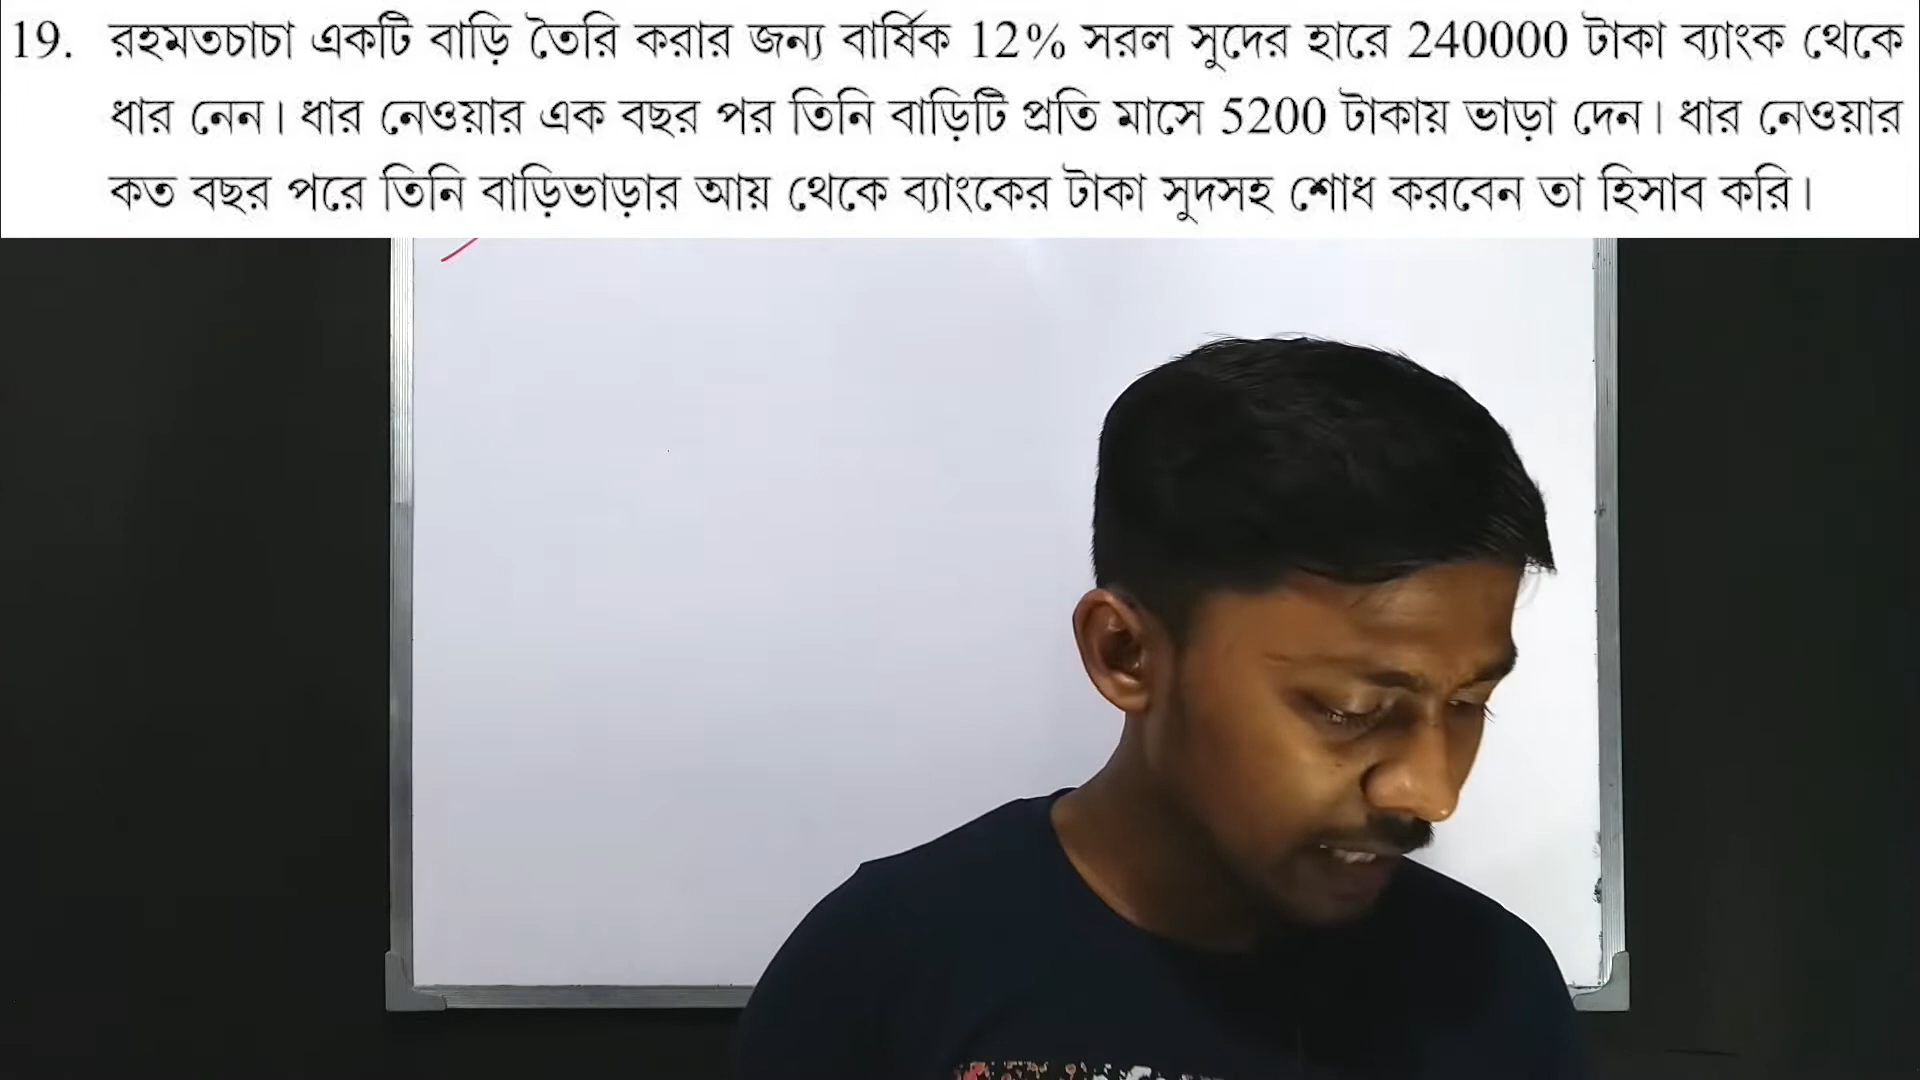 19. রহমতচাচা একটি বাড়ি তৈরি করার জন্য বার্ষিক 12% সরল সুদের হারে 240000 টাকা ব্যাংক থেকে
ধার নেন। ধার নেওয়ার এক বছর পর তিনি বাড়িটি প্রতি মাসে 5200 টাকায় ভাড়া দেন। ধার নেওয়ার
কত বছর পরে তিনি বাড়িভাড়ার আয় থেকে ব্যাংকের টাকা সুদসহ শোধ করবেন তা হিসাব করি।